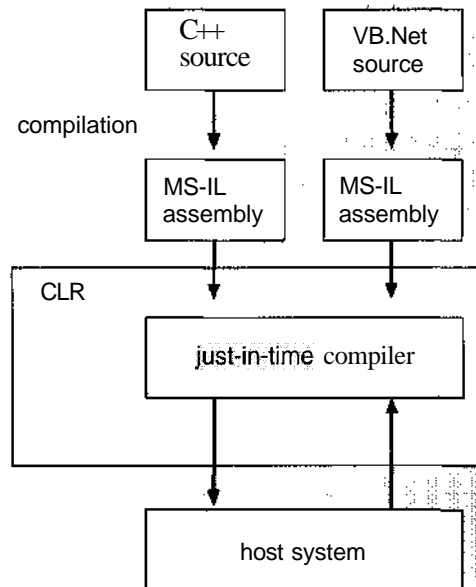 C++
source
VB.Net
source
compilation
MS-IL
assembly
MS-IL
assembly
CLR
just-in-time compiler
host system